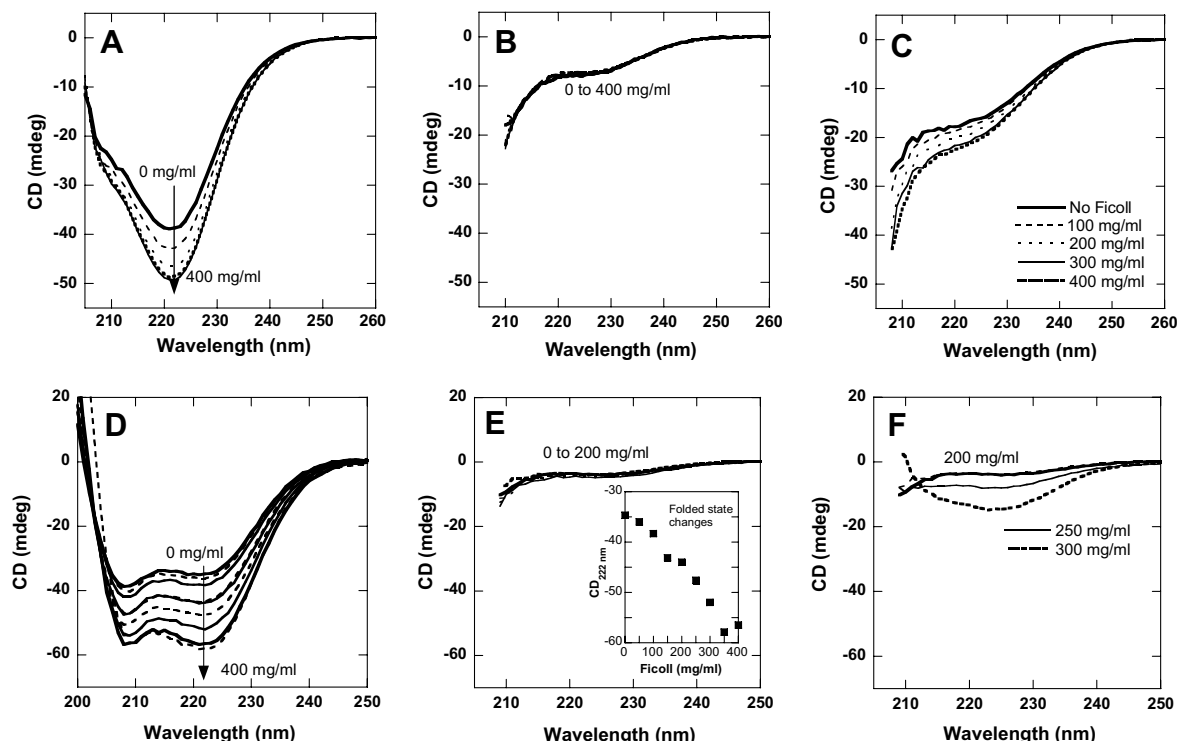 A
0
-10
-20
-30
-40
-50
CD (mdeg)
0 mg/ml
400 mg/ml
210 220 230 240 250 260
Wavelength (nm)
B
0
-10
-20
-30
-40
-50
CD (mdeg)
0 to 400 mg/ml
210 220 230 240 250 260
Wavelength (nm)
C
0
-10
-20
-30
-40
-50
CD (mdeg)
No Ficoll
100 mg/ml
200 mg/ml
300 mg/ml
400 mg/ml
210 220 230 240 250 260
Wavelength (nm)
D
20
0
-20
-40
-60
CD (mdeg)
0 mg/ml
400 mg/ml
200 210 220 230 240 250
Wavelength (nm)
E
20
0
-20
-40
-60
CD (mdeg)
0 to 200 mg/ml
-30
-40
-50
-60
CD222 nm
Folded state
changes
0 100 200 300 400
Ficoll (mg/ml)
210 220 230 240 250
Wavelength (nm)
F
20
0
-20
-40
-60
CD (mdeg)
200 mg/ml
250 mg/ml
300 mg/ml
210 220 230 240 250
Wavelength (nm)